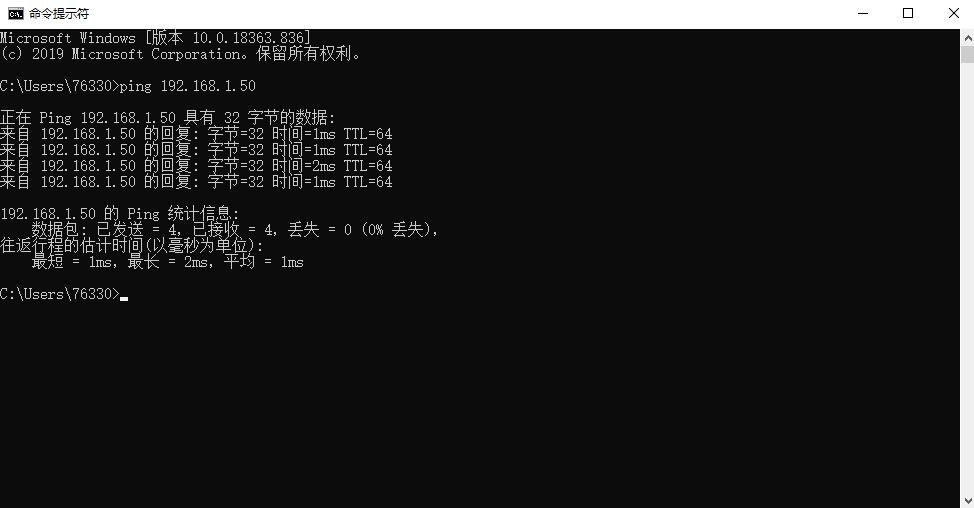 命令提示符
Microsoft Windows [版本 10.0.18363.836]
(c) 2019 Microsoft Corporation。保留所有权利。
C:\Users\76330>ping 192.168.1.50
正在 Ping 192.168.1.50 具有 32 字节的数据:
来自 192.168.1.50 的回复: 字节=32 时间=1ms TTL=64
来自 192.168.1.50 的回复: 字节=32 时间=1ms TTL=64
来自 192.168.1.50 的回复: 字节=32 时间=2ms TTL=64
来自 192.168.1.50 的回复: 字节=32 时间=1ms TTL=64
192.168.1.50 的 Ping 统计信息:
数据包: 已发送 = 4, 已接收 = 4, 丢失 = 0 (0% 丢失),
往返行程的估计时间(以毫秒为单位):
最短 = 1ms, 最长 = 2ms, 平均 = 1ms
C:\Users\76330>